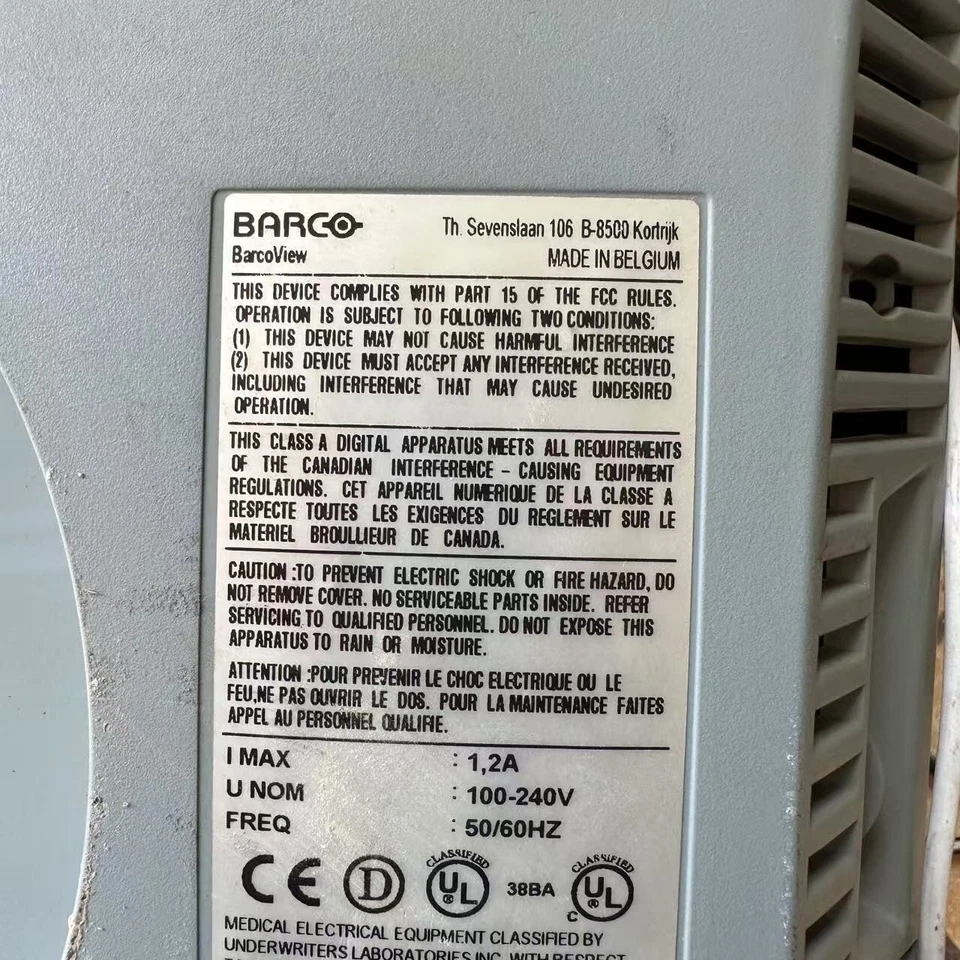 BARCO
Th. Sevenslaan 106 B-8500 Kortrijk
BarcoView
MADE IN BELGIUM
THIS DEVICE COMPLIES WITH PART 15 OF THE FCC RULES.
OPERATION IS SUBJECT TO FOLLOWING TWO CONDITIONS:
(1) THIS DEVICE MAY NOT CAUSE HARMFUL INTERFERENCE
(2) THIS DEVICE MUST ACCEPT ANY INTERFERENCE RECEIVED,
INCLUDING INTERFERENCE THAT MAY CAUSE UNDESIRED
OPERATION.
THIS CLASS A DIGITAL APPARATUS MEETS ALL REQUIREMENTS
OF THE CANADIAN INTERFERENCE - CAUSING EQUIPMENT
REGULATIONS. CET APPAREIL NUMERIQUE DE LA CLASSE A
RESPECTE TOUTES LES EXIGENCES DU REGLEMENT SUR LE
MATERIEL BROULLIEUR DE CANADA.
CAUTION :TO PREVENT ELECTRIC SHOCK OR FIRE HAZARD, DO
NOT REMOVE COVER. NO SERVICEABLE PARTS INSIDE. REFER
SERVICING TO QUALIFIED PERSONNEL. DO NOT EXPOSE THIS
APPARATUS TO RAIN OR MOISTURE.
ATTENTION :POUR PREVENIR LE CHOC ELECTRIQUE OU LE
FEU,NE PAS OUVRIR LE DOS. POUR LA MAINTENANCE FAITES
APPEL AU PERSONNEL QUALIFIE.
I MAX : 1,2A
U NOM : 100-240V
FREQ : 50/60HZ
CE D CLASSIFIED UL ® 38BA C CLASSIFIED UL ®
MEDICAL ELECTRICAL EQUIPMENT CLASSIFIED BY
UNDERWRITERS LABORATORIES INC. WITH RESPECT